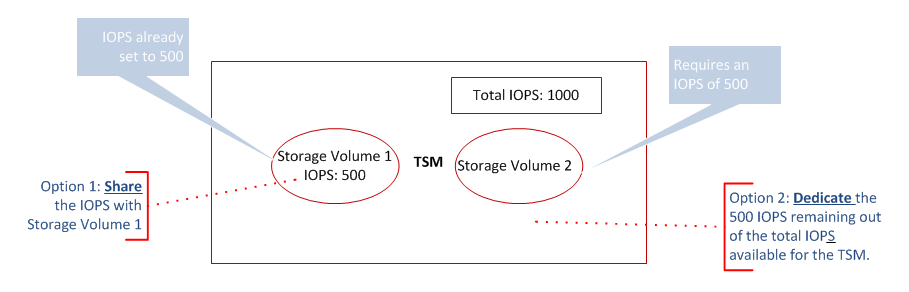 IOPS already
set to 500
Requires an
IOPS of 500
Total IOPS: 1000
Storage Volume 1
IOPS: 500
TSM
Storage Volume 2
Option 1: Share
the IOPS with
Storage Volume 1
Option 2: Dedicate the
500 IOPS remaining out
of the total IOPS
available for the TSM.